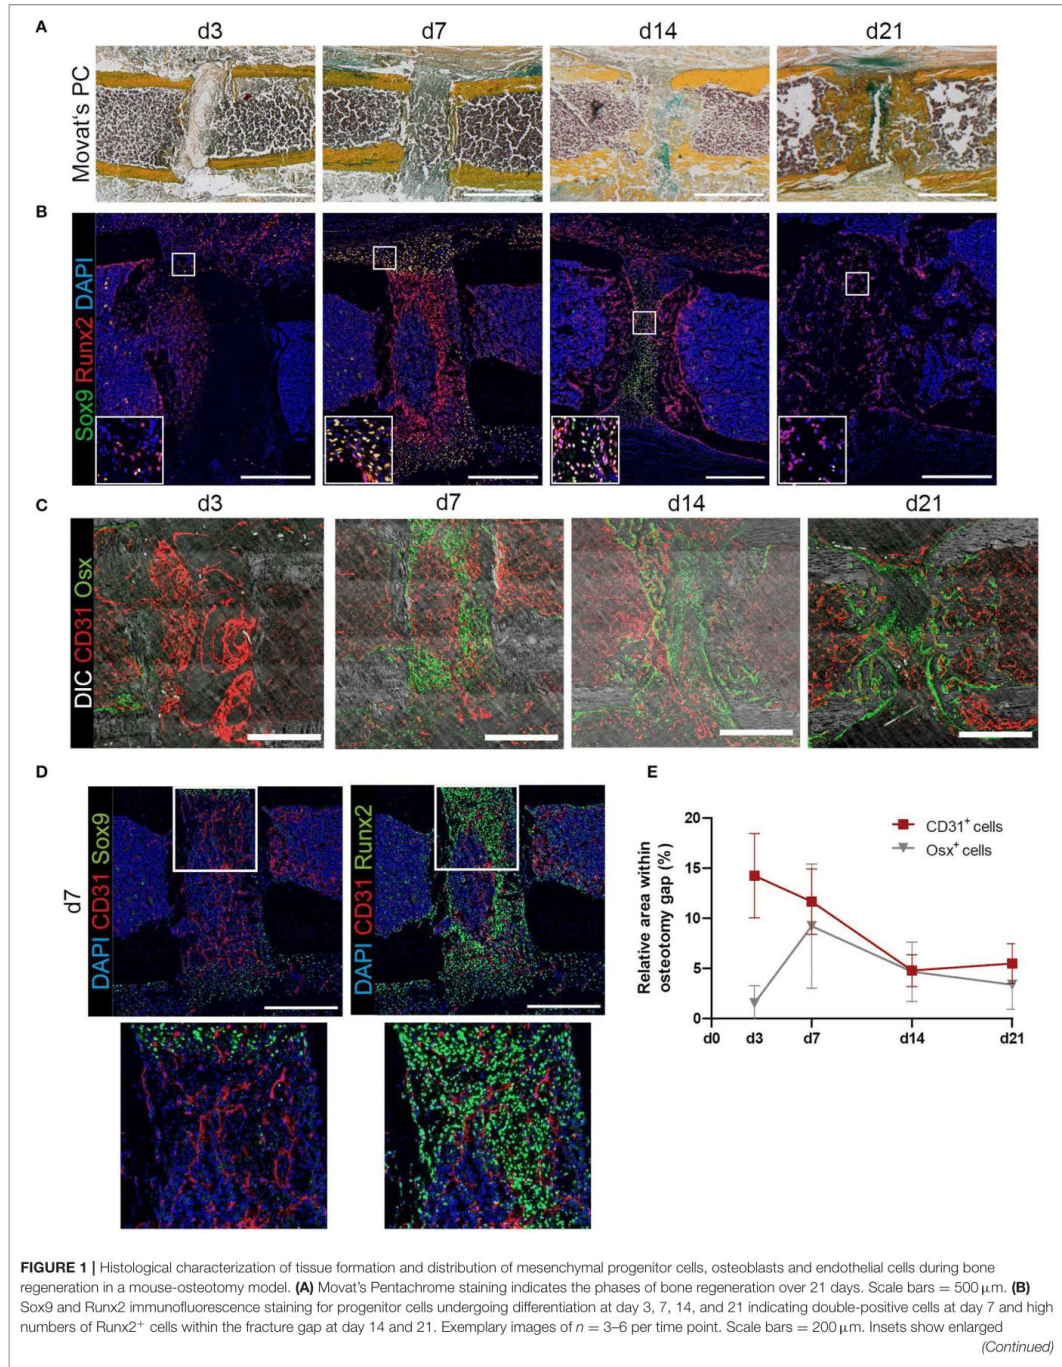 A
d3
d7
d14
d21
Movat's PC
B
Sox9 Runx2 DAPI
C
d3
d7
d14
d21
DIC CD31 Osx
D
d7
DAPI CD31 Sox9
DAPI CD31 Runx2
E
Relative area within
osteotomy gap (%)
20
15
10
5
0
d0
d3
d7
d14
d21
CD31+ cells
Osx+ cells
FIGURE 1 | Histological characterization of tissue formation and distribution of mesenchymal progenitor cells, osteoblasts and endothelial cells during bone
regeneration in a mouse-osteotomy model. (A) Movat's Pentachrome staining indicates the phases of bone regeneration over 21 days. Scale bars = 500 μm. (B)
Sox9 and Runx2 immunofluorescence staining for progenitor cells undergoing differentiation at day 3, 7, 14, and 21 indicating double-positive cells at day 7 and high
numbers of Runx2+ cells within the fracture gap at day 14 and 21. Exemplary images of n = 3–6 per time point. Scale bars = 200 μm. Insets show enlarged
(Continued)